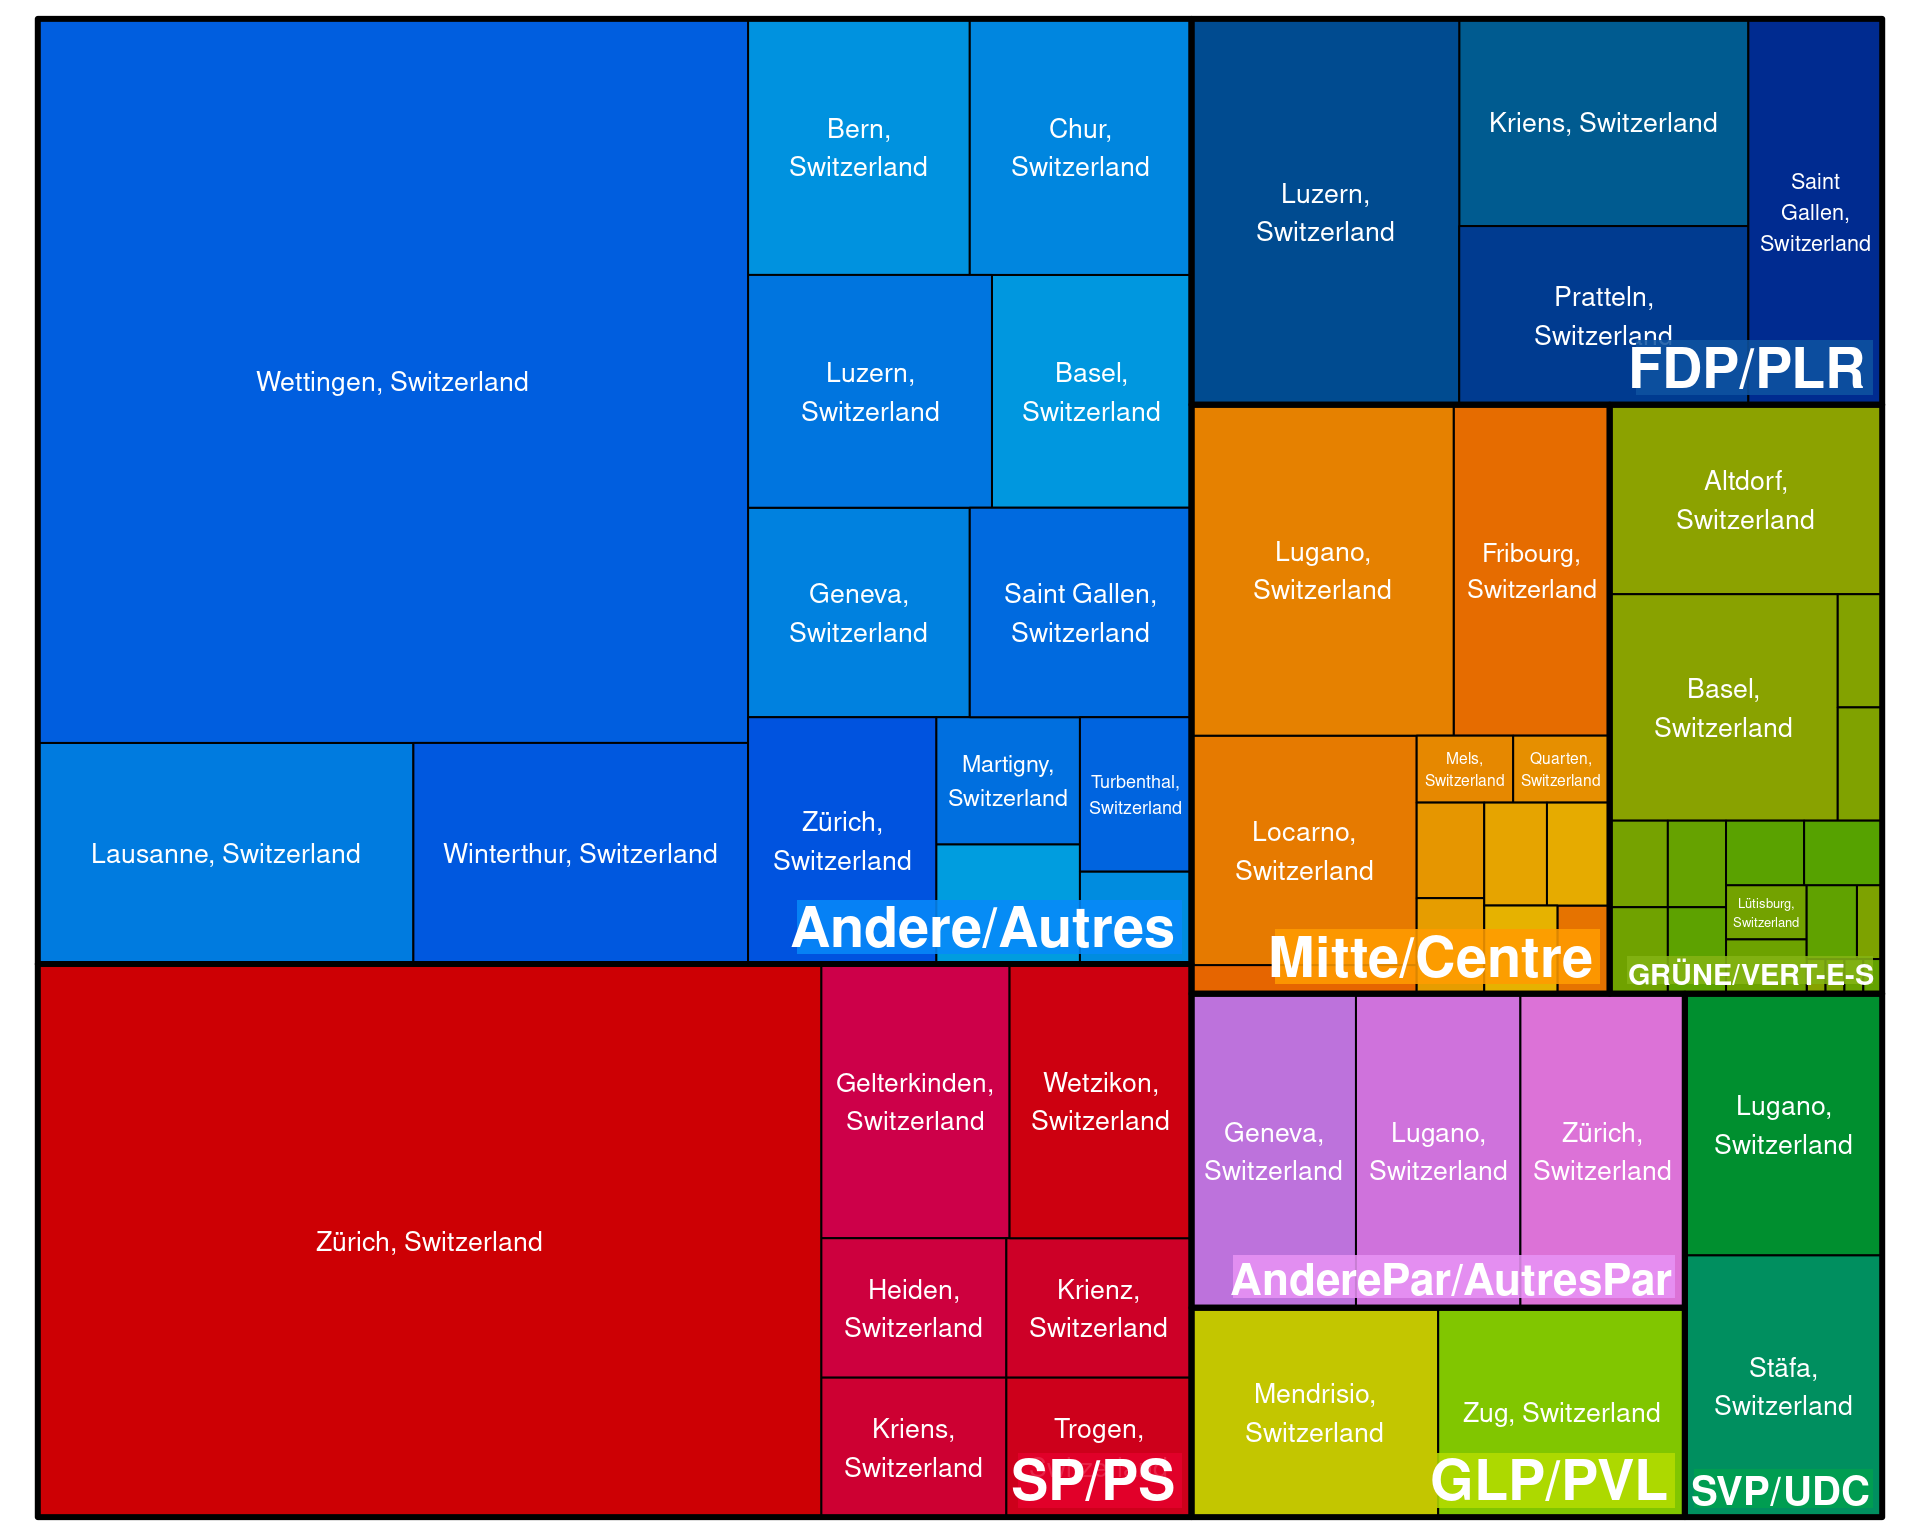 Wettingen, Switzerland
Bern,
Switzerland
Chur,
Switzerland
Luzern,
Switzerland
Basel,
Switzerland
Geneva,
Switzerland
Saint Gallen,
Switzerland
Lausanne, Switzerland
Winterthur, Switzerland
Zürich,
Switzerland
Martigny,
Switzerland
Turbenthal,
Switzerland
Andere/Autres
Zürich, Switzerland
Gelterkinden,
Switzerland
Wetzikon,
Switzerland
Heiden,
Switzerland
Krienz,
Switzerland
Kriens,
Switzerland
Trogen,
SP/PS
Luzern,
Switzerland
Kriens, Switzerland
Pratteln,
Switzerland
Saint
Gallen,
Switzerland
FDP/PLR
Lugano,
Switzerland
Fribourg,
Switzerland
Locarno,
Switzerland
Mels,
Switzerland
Quarten,
Switzerland
Mitte/Centre
Altdorf,
Switzerland
Basel,
Switzerland
Lütisburg,
Switzerland
GRÜNE/VERT-E-S
Geneva,
Switzerland
Lugano,
Switzerland
Zürich,
Switzerland
AnderePar/AutresPar
Mendrisio,
Switzerland
Zug, Switzerland
GLP/PVL
Lugano,
Switzerland
Stäfa,
Switzerland
SVP/UDC